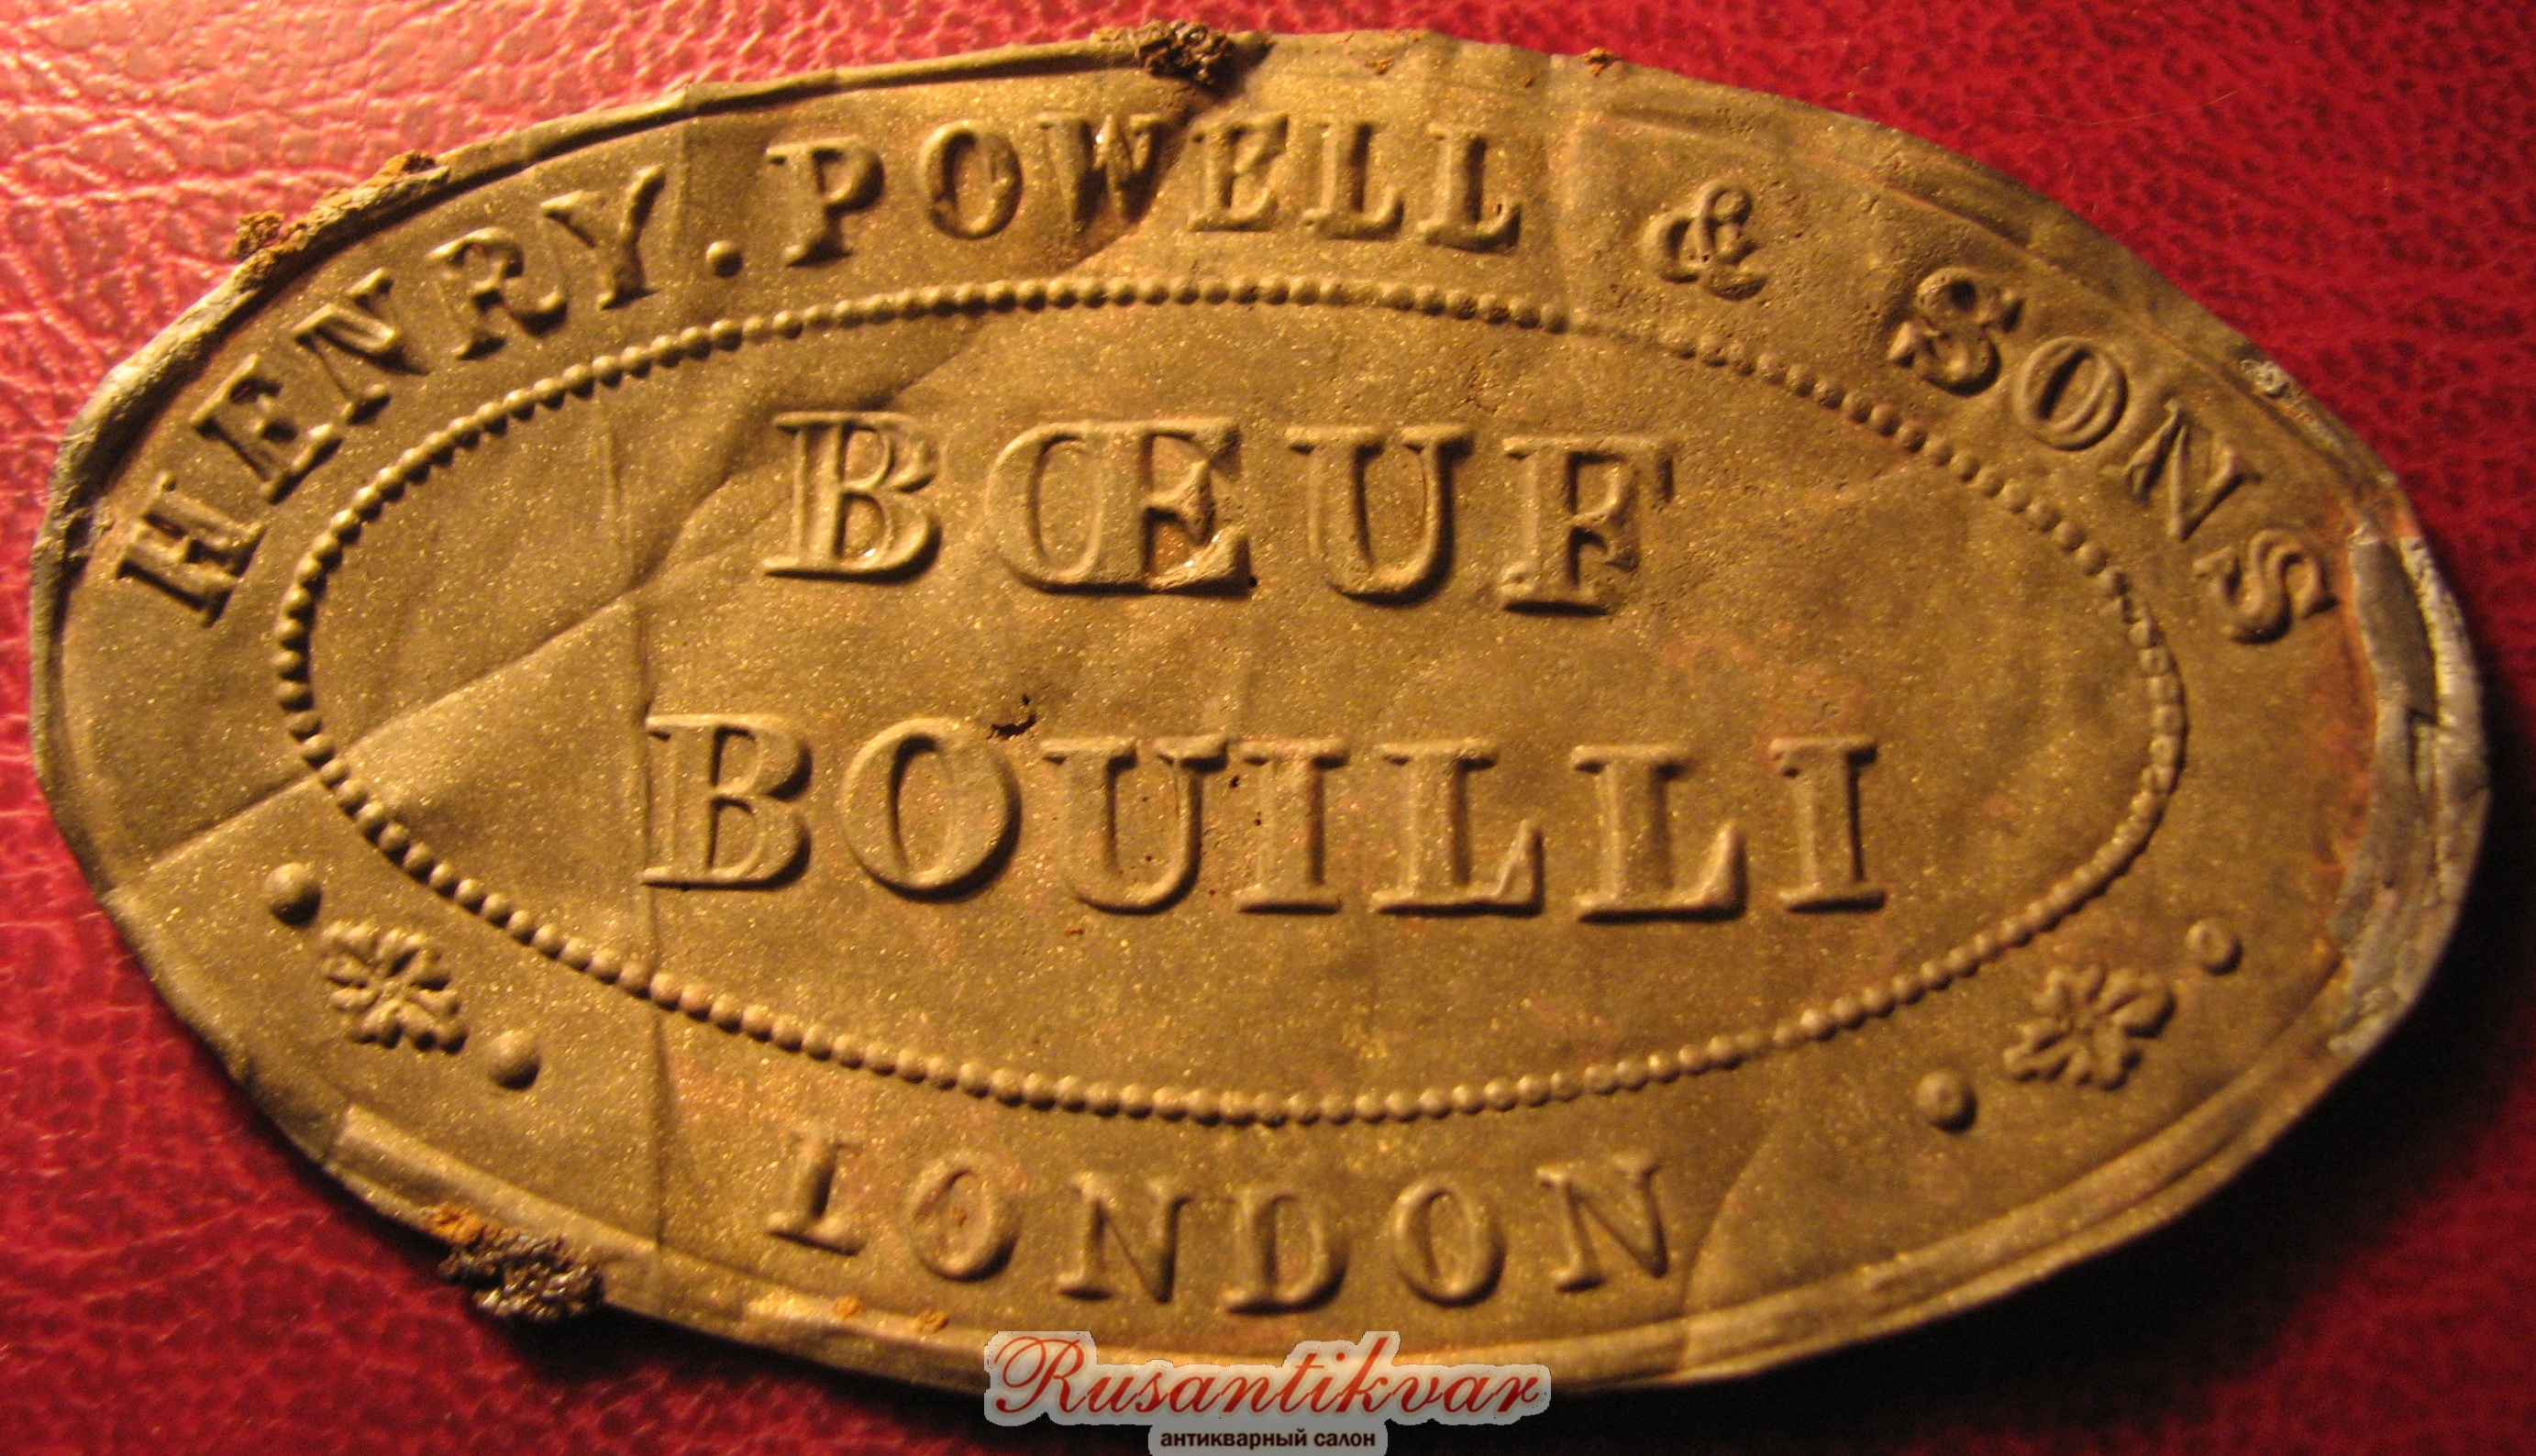 HENRY. POWELL & SONS
BŒUF
BOUILLI
LONDON
Rusantikvar
антикварный салон